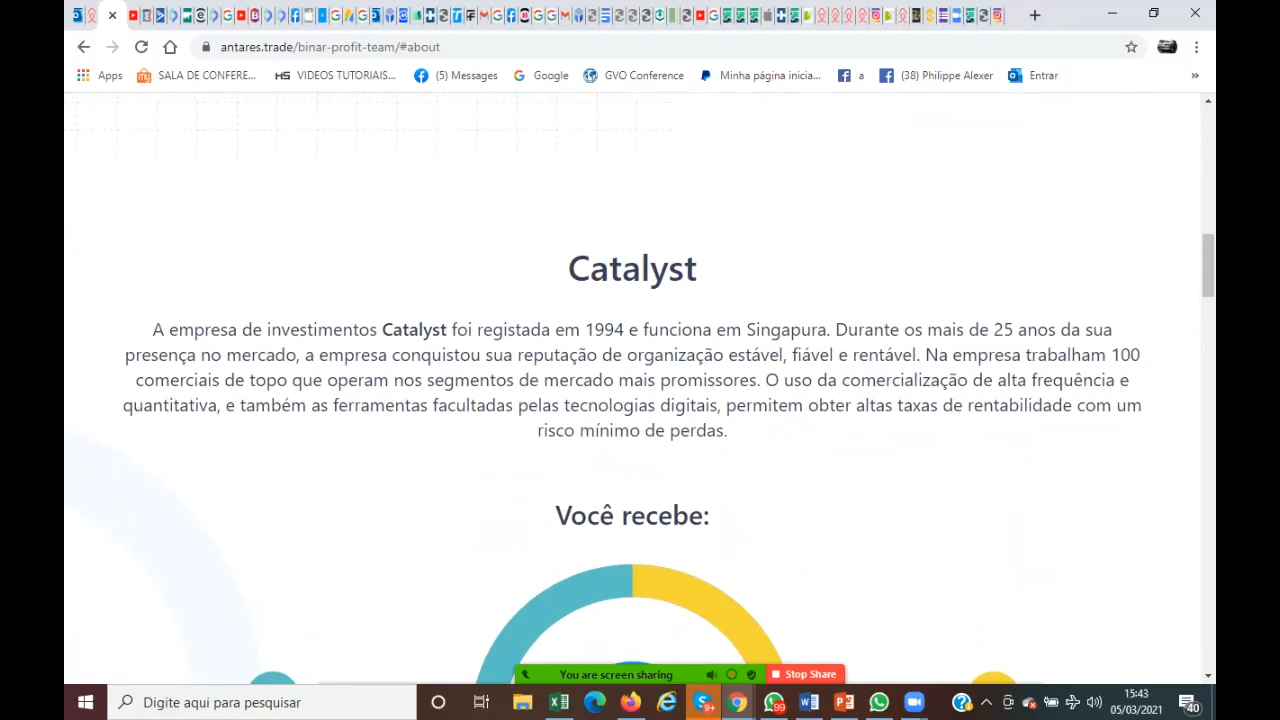 antares.trade/binar-profit-team/#about
Apps
SALA DE CONFERE...
VIDEOS TUTORIAIS...
(5) Messages
Google
GVO Conference
Minha página inicia...
a
(38) Philippe Alexer
Entrar
»
Catalyst
A empresa de investimentos Catalyst foi registada em 1994 e funciona em Singapura. Durante os mais de 25 anos da sua
presença no mercado, a empresa conquistou sua reputação de organização estável, fiável e rentável. Na empresa trabalham 100
comerciais de topo que operam nos segmentos de mercado mais promissores. O uso da comercialização de alta frequência e
quantitativa, e também as ferramentas facultadas pelas tecnologias digitais, permitem obter altas taxas de rentabilidade com um
risco mínimo de perdas.
Você recebe:
You are screen sharing
Stop Share
Digite aqui para pesquisar
9+
99
15:43
05/03/2021
40